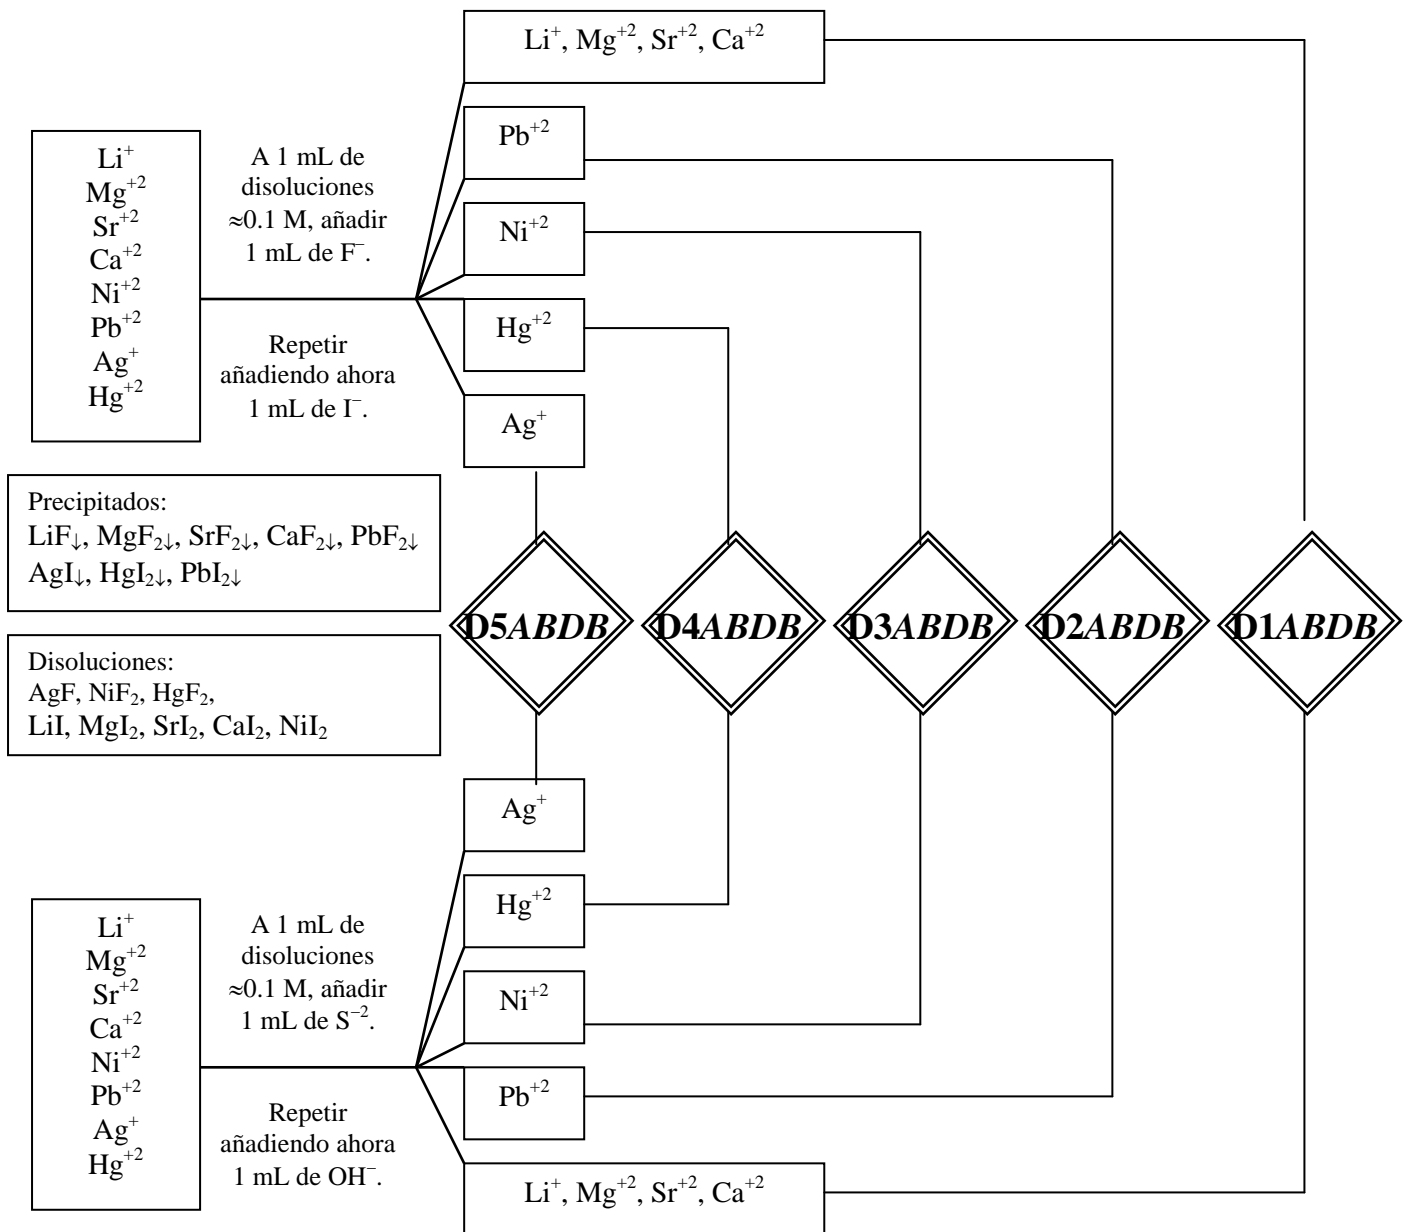 Li⁺, Mg⁺², Sr⁺², Ca⁺²
Pb⁺²
Ni⁺²
Hg⁺²
Ag⁺
Li⁺
Mg⁺²
Sr⁺²
Ca⁺²
Ni⁺²
Pb⁺²
Ag⁺
Hg⁺²
A 1 mL de
disoluciones
≈0.1 M, añadir
1 mL de F⁻.
Repetir
añadiendo ahora
1 mL de I⁻.
Precipitados:
LiF↓, MgF₂↓, SrF₂↓, CaF₂↓, PbF₂↓
AgI↓, HgI₂↓, PbI₂↓
Disoluciones:
AgF, NiF₂, HgF₂,
LiI, MgI₂, SrI₂, CaI₂, NiI₂
D5ABDB
D4ABDB
D3ABDB
D2ABDB
D1ABDB
Li⁺
Mg⁺²
Sr⁺²
Ca⁺²
Ni⁺²
Pb⁺²
Ag⁺
Hg⁺²
A 1 mL de
disoluciones
≈0.1 M, añadir
1 mL de S⁻².
Repetir
añadiendo ahora
1 mL de OH⁻.
Ag⁺
Hg⁺²
Ni⁺²
Pb⁺²
Li⁺, Mg⁺², Sr⁺², Ca⁺²